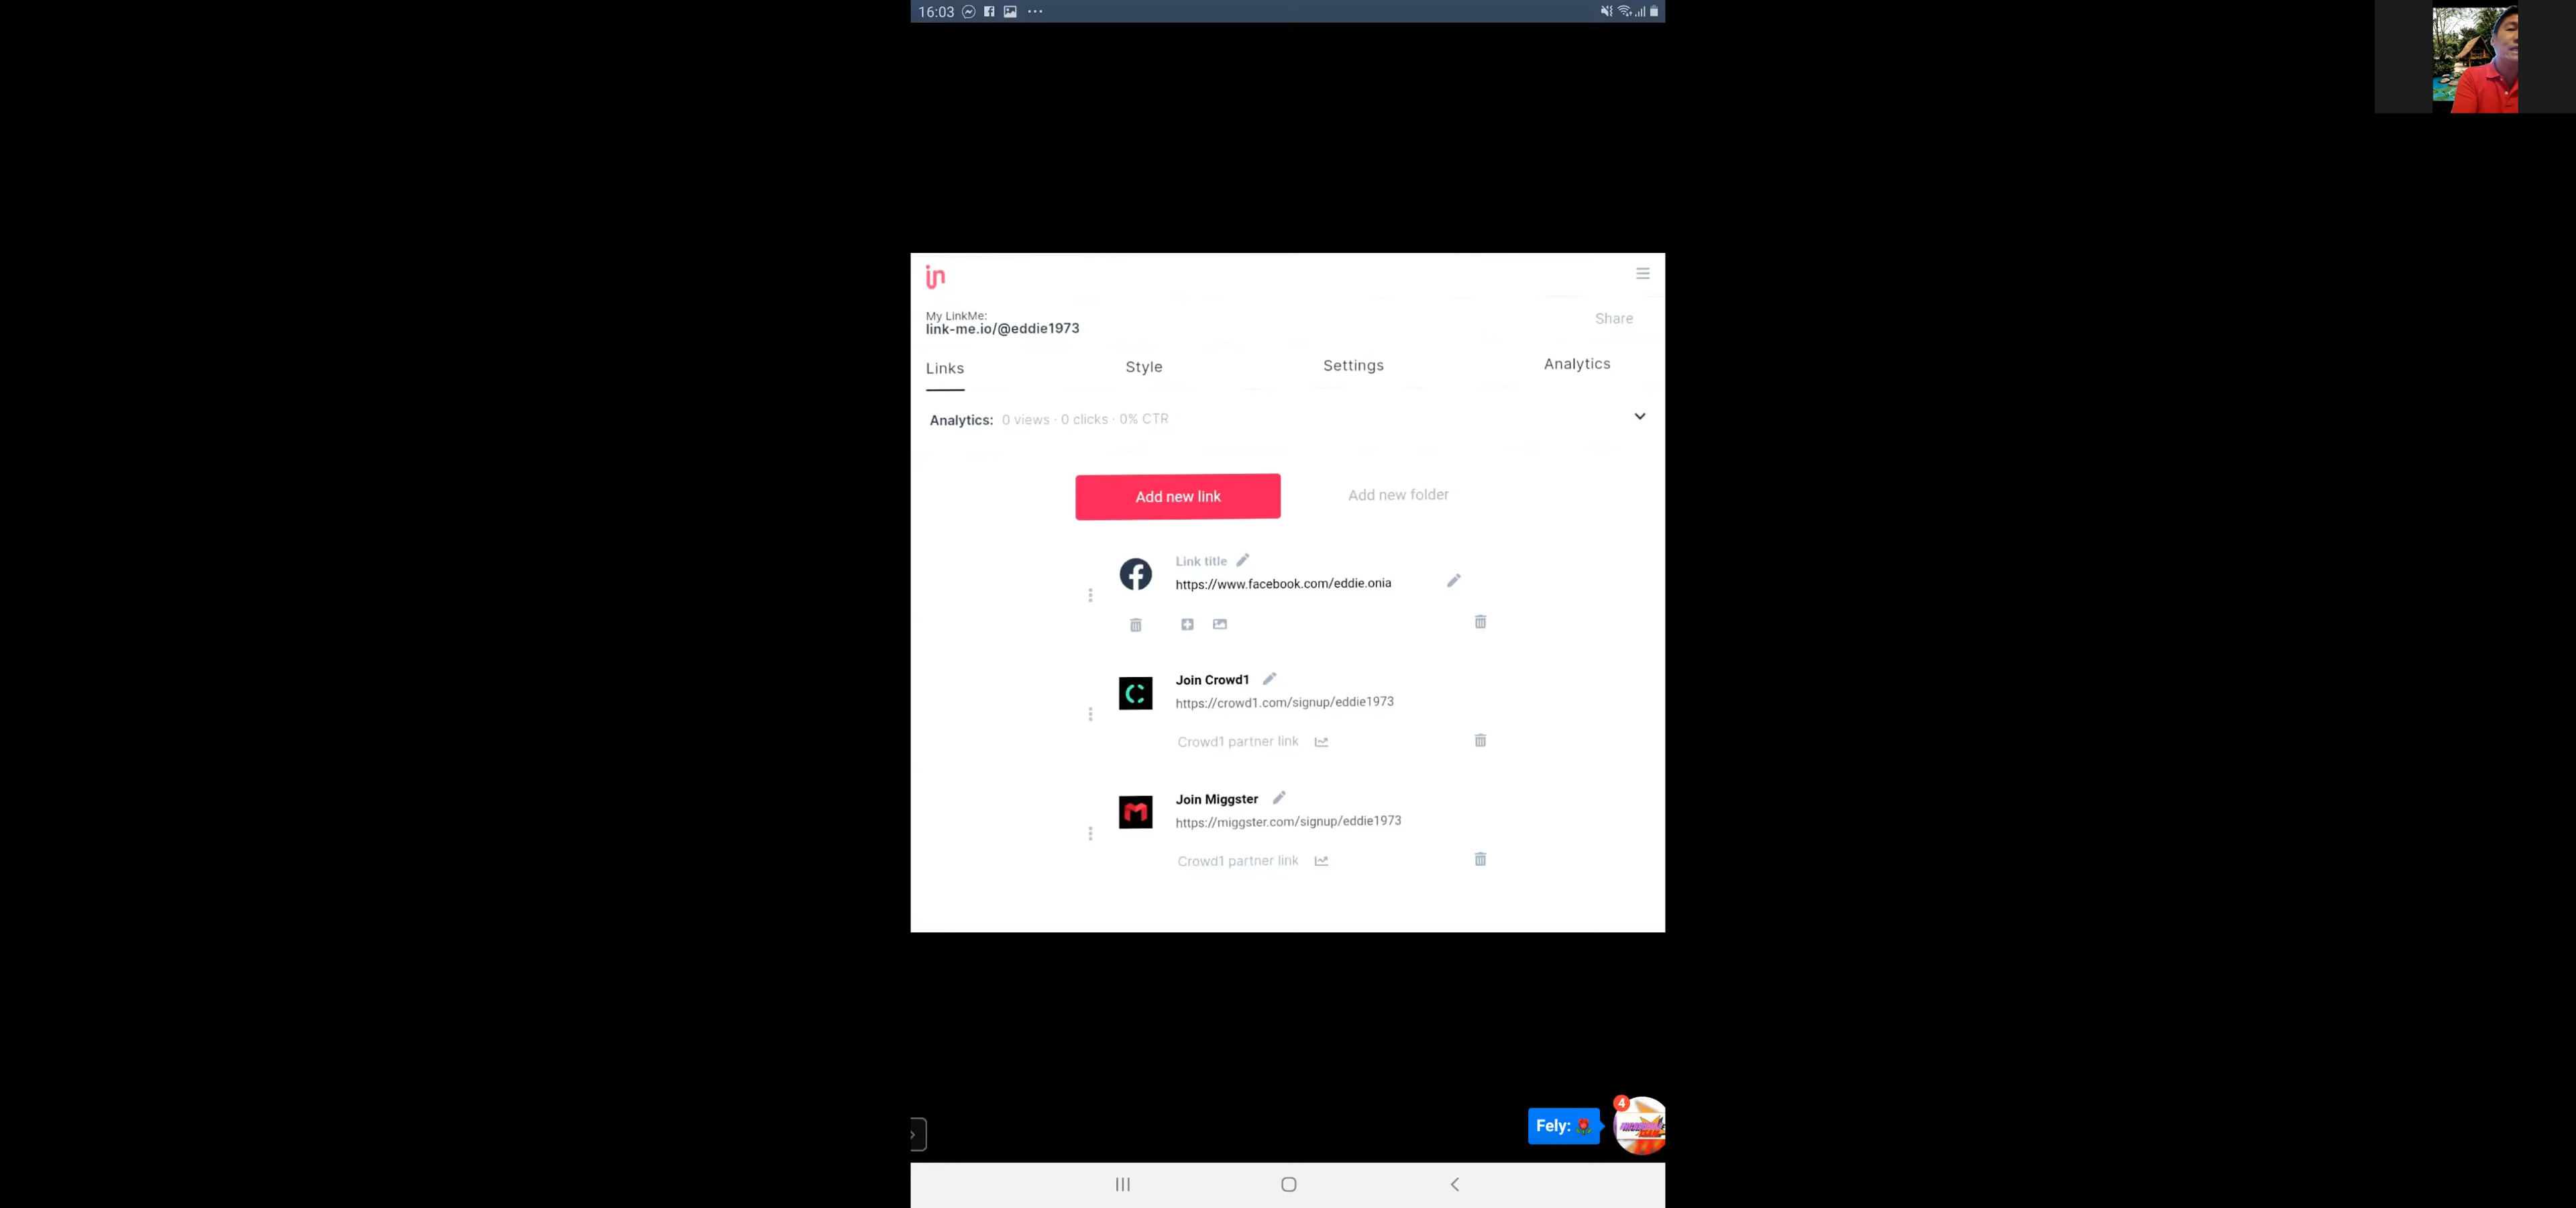 16:03
in
My LinkMe:
link-me.io/@eddie1973
Share
Links Style Settings Analytics
Analytics: 0 views · 0 clicks · 0% CTR
Add new link Add new folder
Link title
https://www.facebook.com/eddie.onia
Join Crowd1
https://crowd1.com/signup/eddie1973
Crowd1 partner link
Join Miggster
https://miggster.com/signup/eddie1973
Crowd1 partner link
4
Fely: 🌹